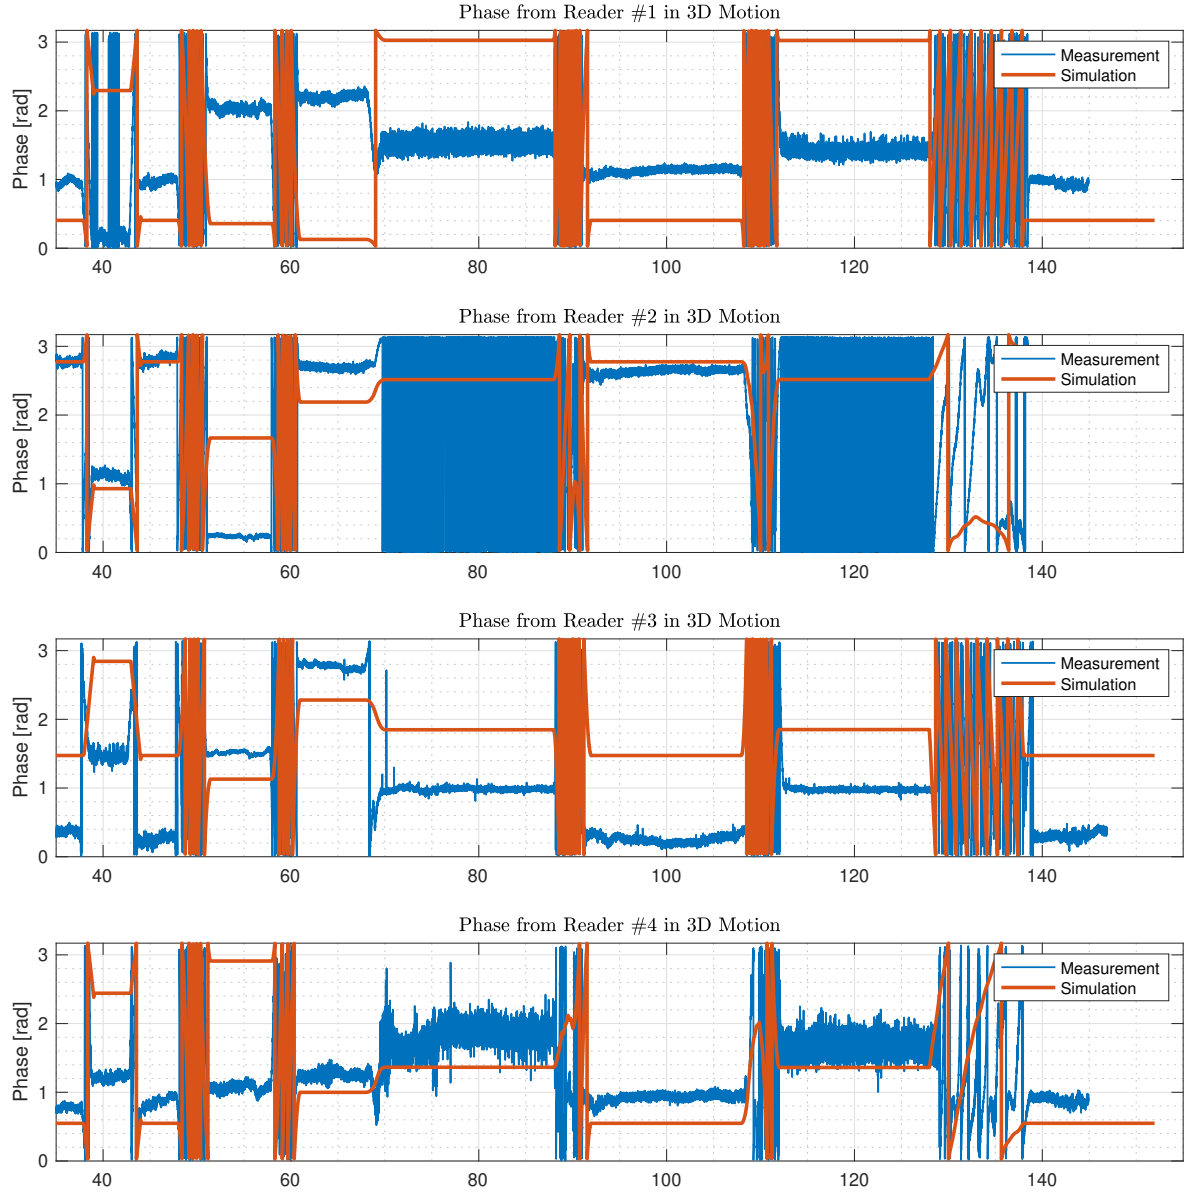 Phase from Reader #1 in 3D Motion
3
2
1
0
Phase [rad]
Measurement
Simulation
40 60 80 100 120 140
Phase from Reader #2 in 3D Motion
3
2
1
0
Phase [rad]
Measurement
Simulation
40 60 80 100 120 140
Phase from Reader #3 in 3D Motion
3
2
1
0
Phase [rad]
Measurement
Simulation
40 60 80 100 120 140
Phase from Reader #4 in 3D Motion
3
2
1
0
Phase [rad]
Measurement
Simulation
40 60 80 100 120 140